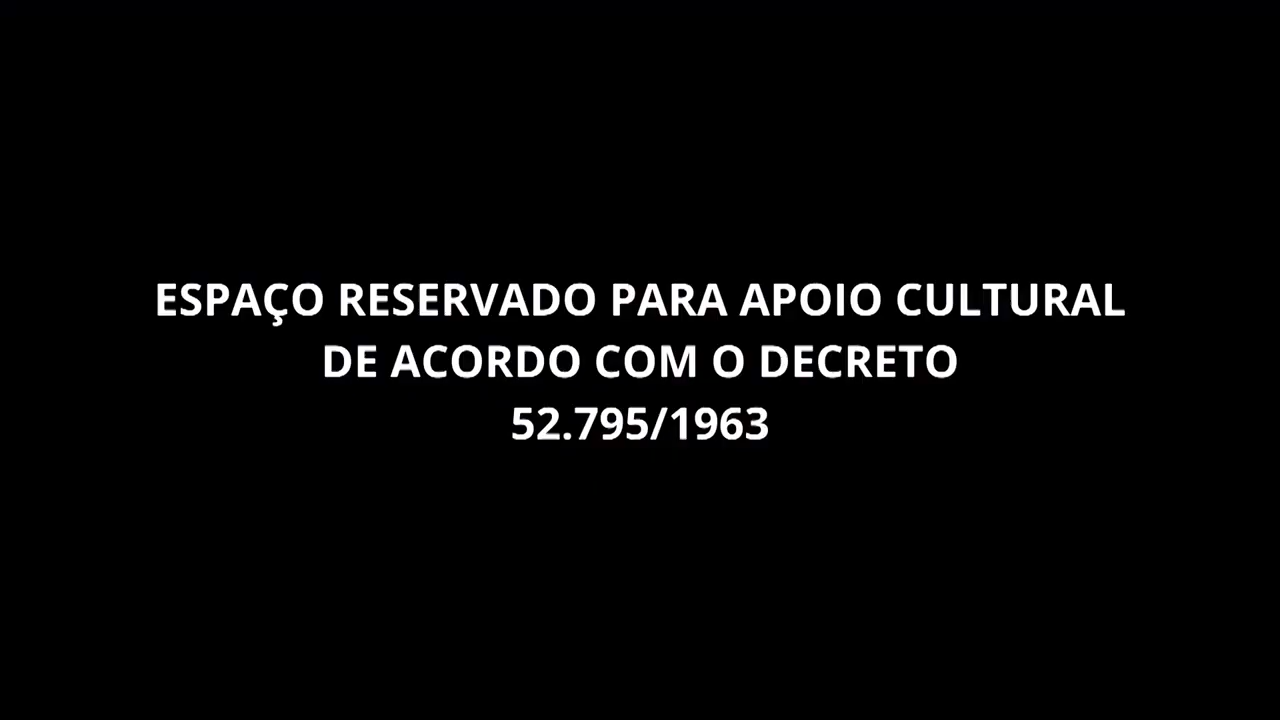 ESPAÇO RESERVADO PARA APOIO CULTURAL
DE ACORDO COM O DECRETO
52.795/1963